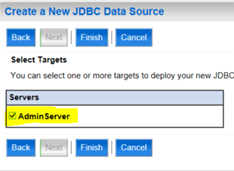 Create a New JDBC Data Source
Back Next Finish Cancel
Select Targets
You can select one or more targets to deploy your new JDBC
Servers
AdminServer
Back Next Finish Cancel